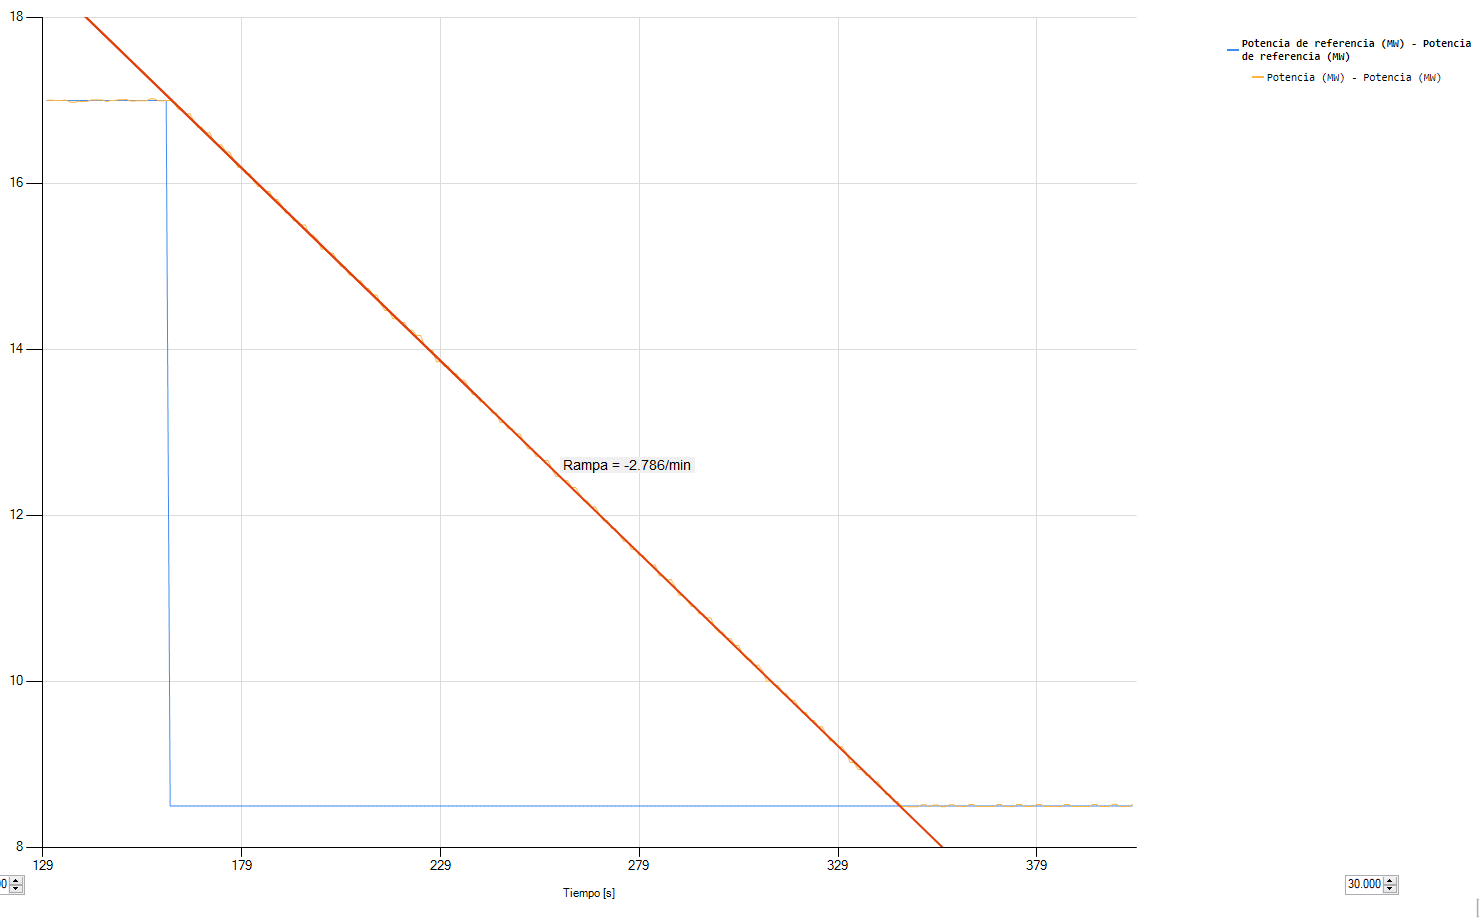 18
16
14
12
10
8
129
179
229
279
329
379
Tiempo [s]
Rampa = -2.786/min
Potencia de referencia (MW) - Potencia
de referencia (MW)
Potencia (MW) - Potencia (MW)
30.000